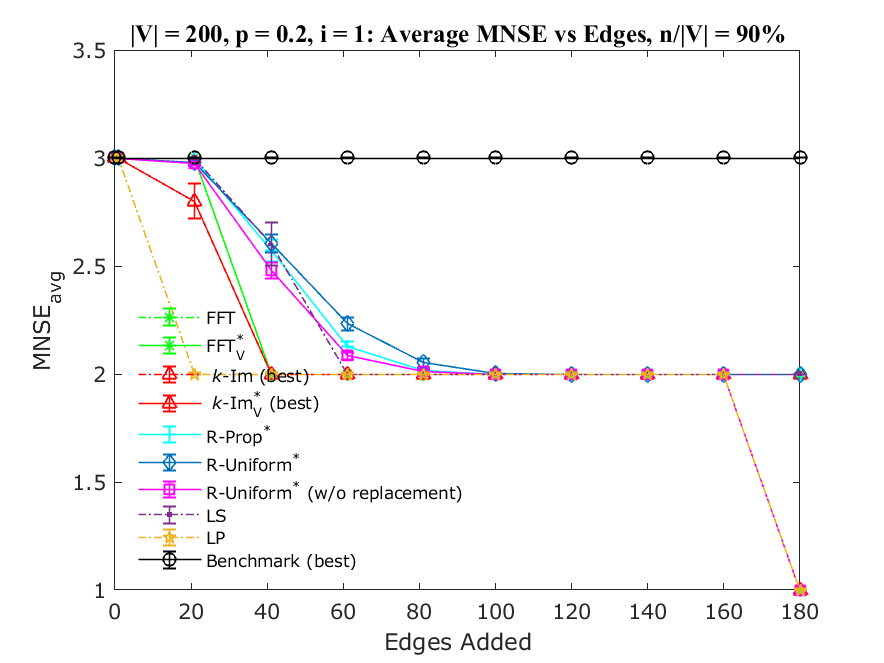 |V| = 200, p = 0.2, i = 1: Average MNSE vs Edges, n/|V| = 90%
3.5
3
2.5
2
1.5
1
MNSE_avg
FFT
FFT*_V
k-Im (best)
k-Im*_V (best)
R-Prop*
R-Uniform*
R-Uniform* (w/o replacement)
LS
LP
Benchmark (best)
0 20 40 60 80 100 120 140 160 180
Edges Added